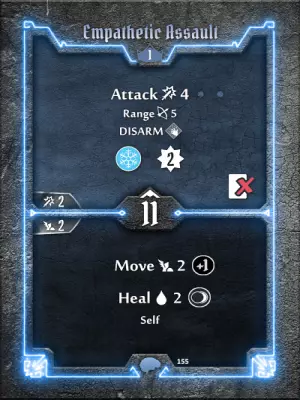 Empathetic Assault
1
Attack 4
Range 5
DISARM
2
2
11
2
Move 2 +1
Heal 2
Self
155